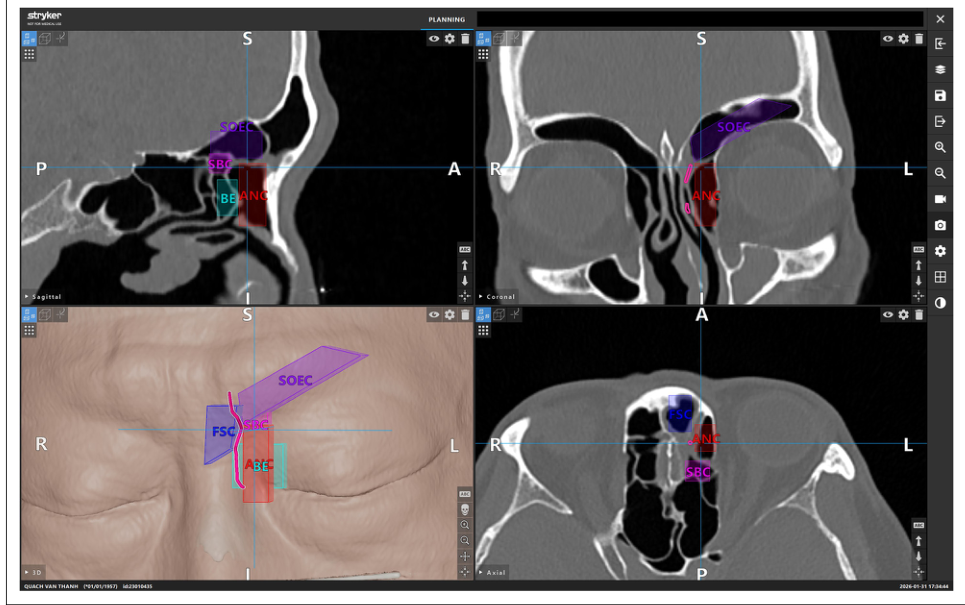 stryker
NOT FOR MEDICAL USE
PLANNING
S
SOEC
SBC
P
A
BE
ANC
ABC
Sagittal
I
S
SOEC
R
L
ANC
ABC
Coronal
I
S
SOEC
FSC
SBC
R
L
ANC
BE
ABC
3D
I
A
FSC
ANC
R
L
SBC
ABC
Axial
P
QUACH VAN THANH (*01/01/1957) Id:23010435
2026-01-31 17:34:44